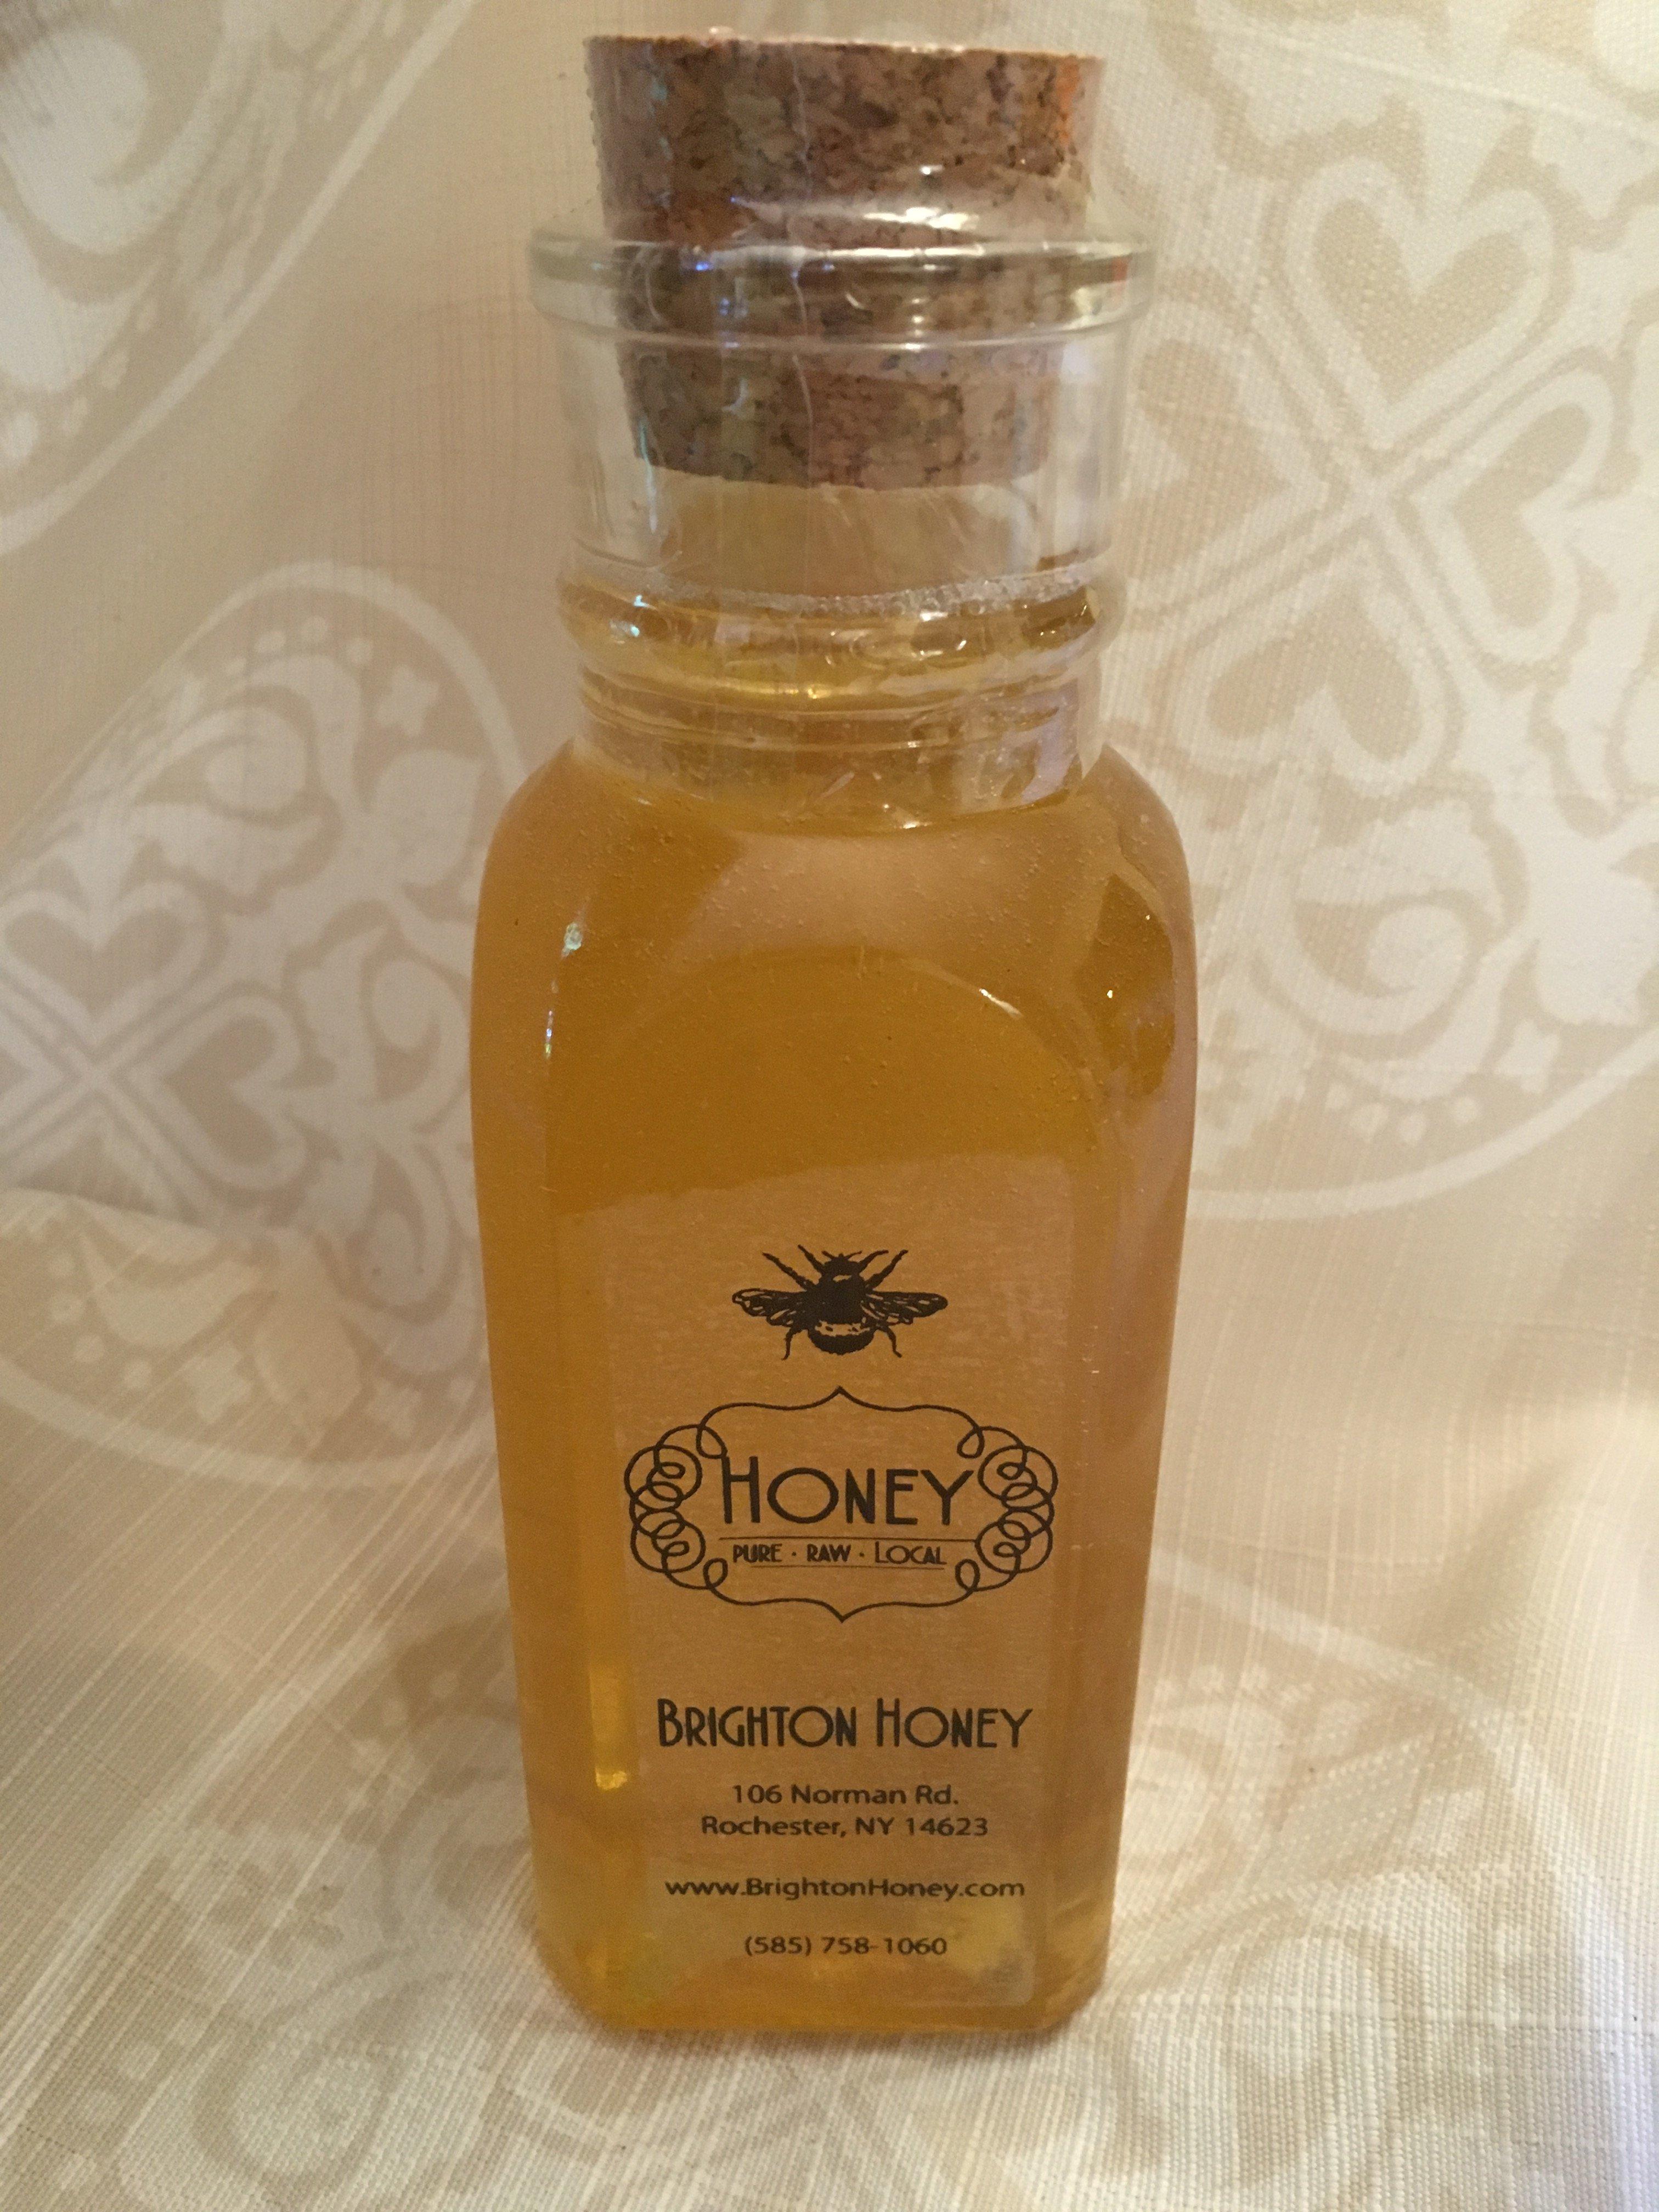 HONEY
PURE · RAW · LOCAL
BRIGHTON HONEY
106 Norman Rd.
Rochester, NY 14623
www.BrightonHoney.com
(585) 758-1060